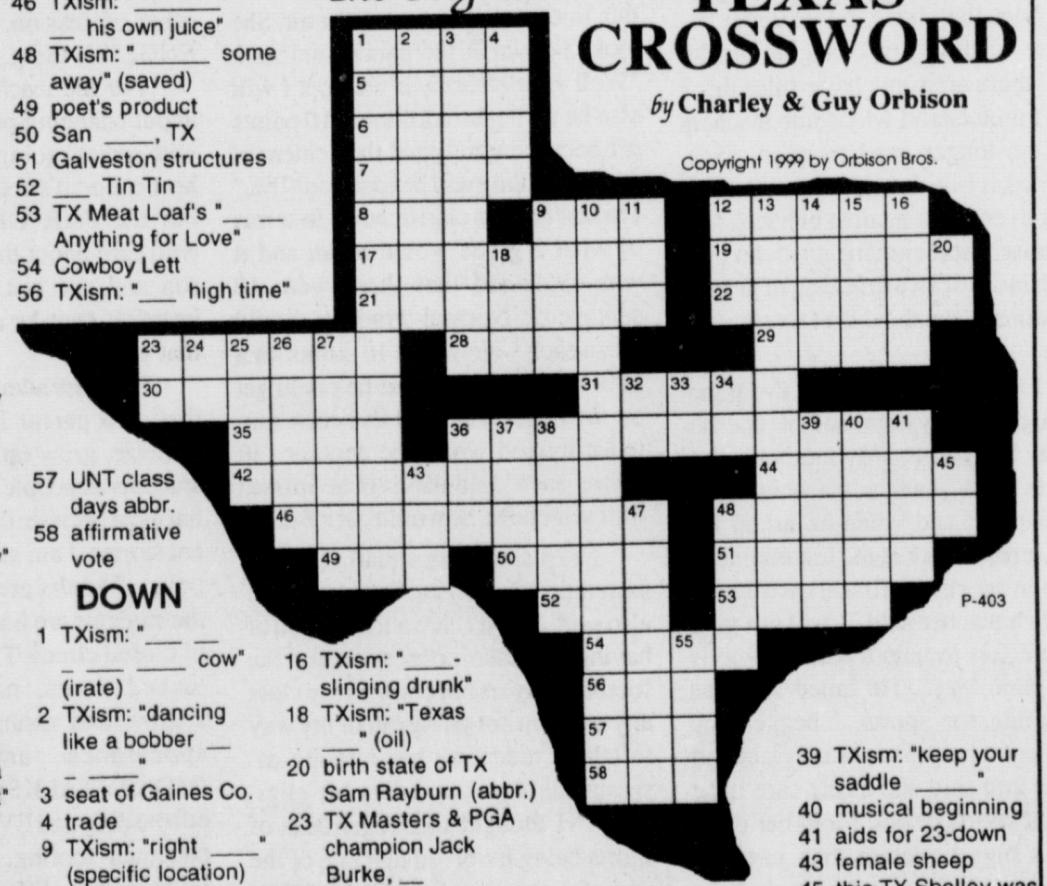 46 TXism: "____
his own juice"
48 TXism: "____ some
away" (saved)
49 poet's product
50 San ____ TX
51 Galveston structures
52 __ Tin Tin
53 TX Meat Loaf's "__
Anything for Love"
54 Cowboy Lett
56 TXism: "__ high time"
57 UNT class
days abbr.
58 affirmative
vote
TEXAS
CROSSWORD
by Charley & Guy Orbison
Copyright 1999 by Orbison Bros.
1 2 3 4
5
6
7
8 9 10 11 12 13 14 15 16
17 18 19 20
21 22
23 24 25 26 27 28 29
30 31 32 33 34
35 36 37 38 39 40 41
42 43 44 45
46 47 48
49 50 51
52 53
54 55
56
57
58
P-403
DOWN
1 TXism: "____
____ cow"
(irate)
2 TXism: "dancing
like a bobber __
____"
3 seat of Gaines Co.
4 trade
9 TXism: "right ____"
(specific location)
16 TXism: "__-
slinging drunk"
18 TXism: "Texas
__" (oil)
20 birth state of TX
Sam Rayburn (abbr.)
23 TX Masters & PGA
champion Jack
Burke, __
39 TXism: "keep your
saddle ____"
40 musical beginning
41 aids for 23-down
43 female sheep
45 this TX Shelley was